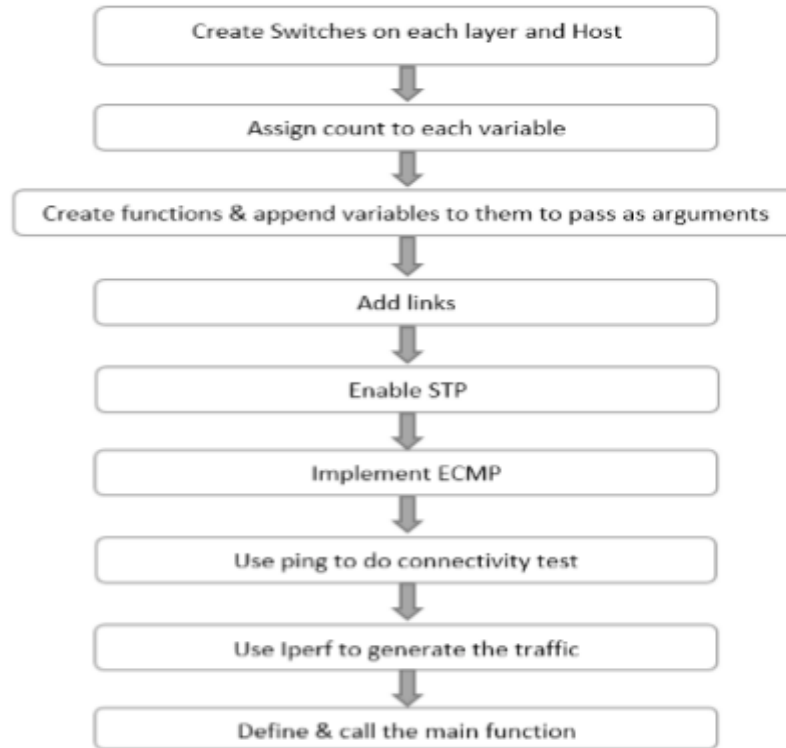 Create Switches on each layer and Host
Assign count to each variable
Create functions & append variables to them to pass as arguments
Add links
Enable STP
Implement ECMP
Use ping to do connectivity test
Use Iperf to generate the traffic
Define & call the main function